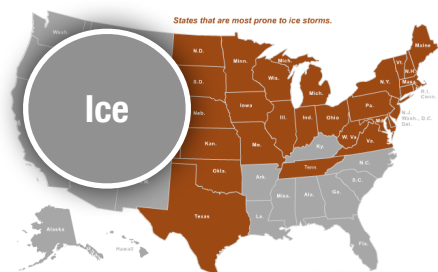 States that are most prone to ice storms.
Ice
Wash.
N.D.
Minn.
S.D.
Wis.
Mich.
Mich.
Neb.
Iowa
Ill.
Ind.
Ohio
Pa.
N.Y.
Vt.
N.H.
Maine
Mass.
R.I.
Conn.
N.J.
Wash., D.C.
Del.
Md.
W. Va.
Va.
Kan.
Mo.
Ky.
N.C.
Tenn.
Okla.
Ark.
S.C.
Miss.
Ala.
Ga.
Texas
La.
Fla.
Alaska
Hawaii